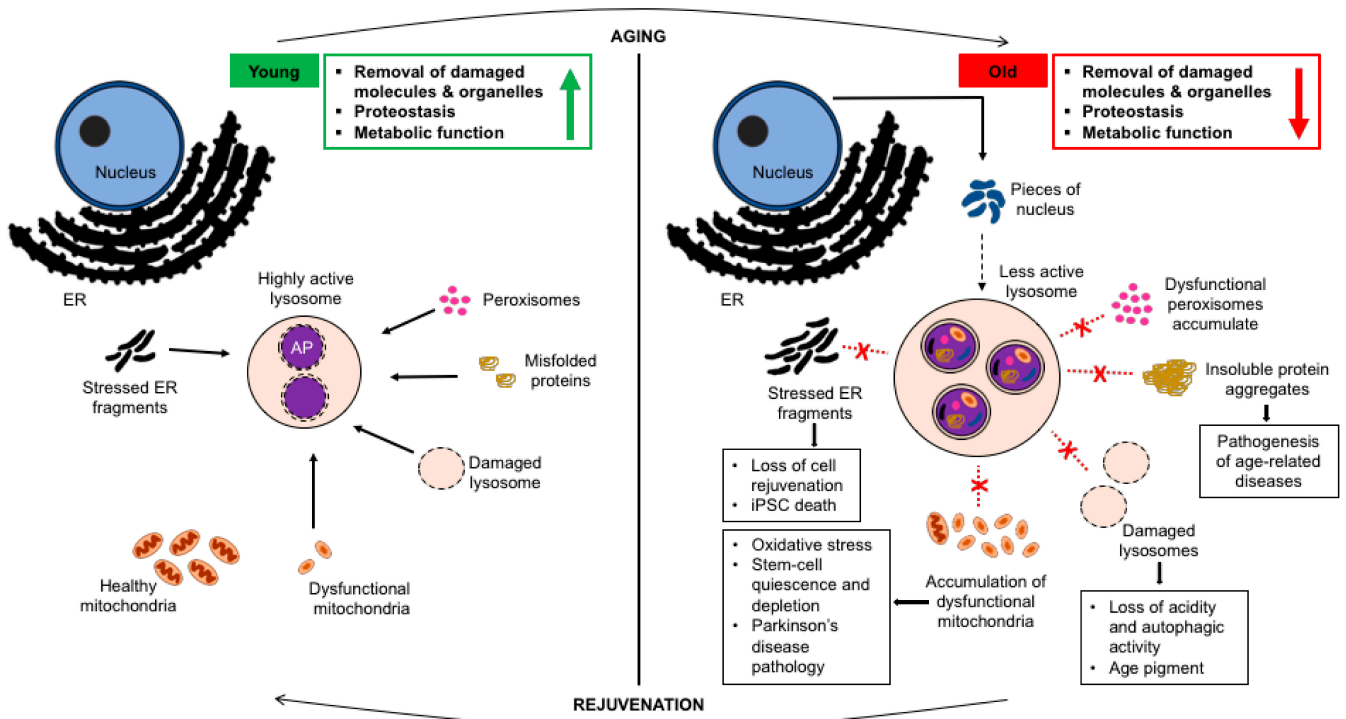 AGING
Young
▪ Removal of damaged
molecules & organelles
▪ Proteostasis
▪ Metabolic function
Nucleus
ER
Highly active
lysosome
AP
Peroxisomes
Misfolded
proteins
Stressed ER
fragments
Damaged
lysosome
Healthy
mitochondria
Dysfunctional
mitochondria
Old
▪ Removal of damaged
molecules & organelles
▪ Proteostasis
▪ Metabolic function
Nucleus
Pieces of
nucleus
ER
Less active
lysosome
Dysfunctional
peroxisomes
accumulate
Insoluble protein
aggregates
Pathogenesis
of age-related
diseases
Stressed ER
fragments
• Loss of cell
rejuvenation
• iPSC death
• Oxidative stress
• Stem-cell
quiescence and
depletion
• Parkinson's
disease
pathology
Accumulation of
dysfunctional
mitochondria
Damaged
lysosomes
• Loss of acidity
and autophagic
activity
• Age pigment
REJUVENATION